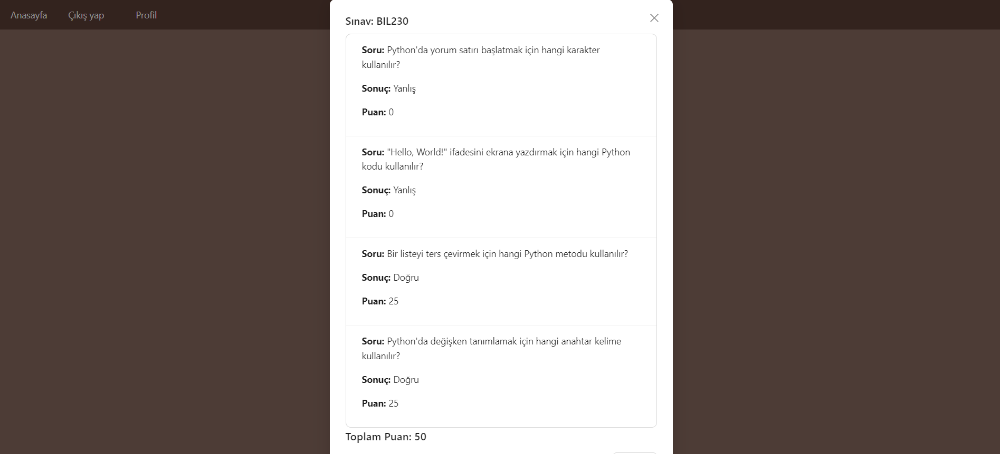 Anasayfa Çıkış yap Profil
Sınav: BIL230
Soru: Python'da yorum satırı başlatmak için hangi karakter
kullanılır?
Sonuç: Yanlış
Puan: 0
Soru: "Hello, World!" ifadesini ekrana yazdırmak için hangi Python
kodu kullanılır?
Sonuç: Yanlış
Puan: 0
Soru: Bir listeyi ters çevirmek için hangi Python metodu kullanılır?
Sonuç: Doğru
Puan: 25
Soru: Python'da değişken tanımlamak için hangi anahtar kelime
kullanılır?
Sonuç: Doğru
Puan: 25
Toplam Puan: 50